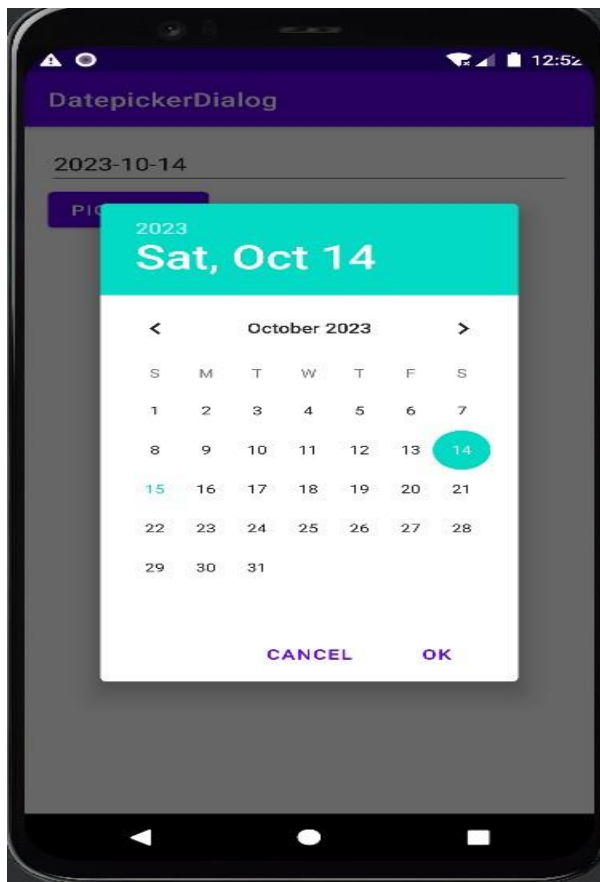 12:52
DatepickerDialog
2023-10-14
2023
Sat, Oct 14
< October 2023 >
S M T W T F S
1 2 3 4 5 6 7
8 9 10 11 12 13 14
15 16 17 18 19 20 21
22 23 24 25 26 27 28
29 30 31
CANCEL OK